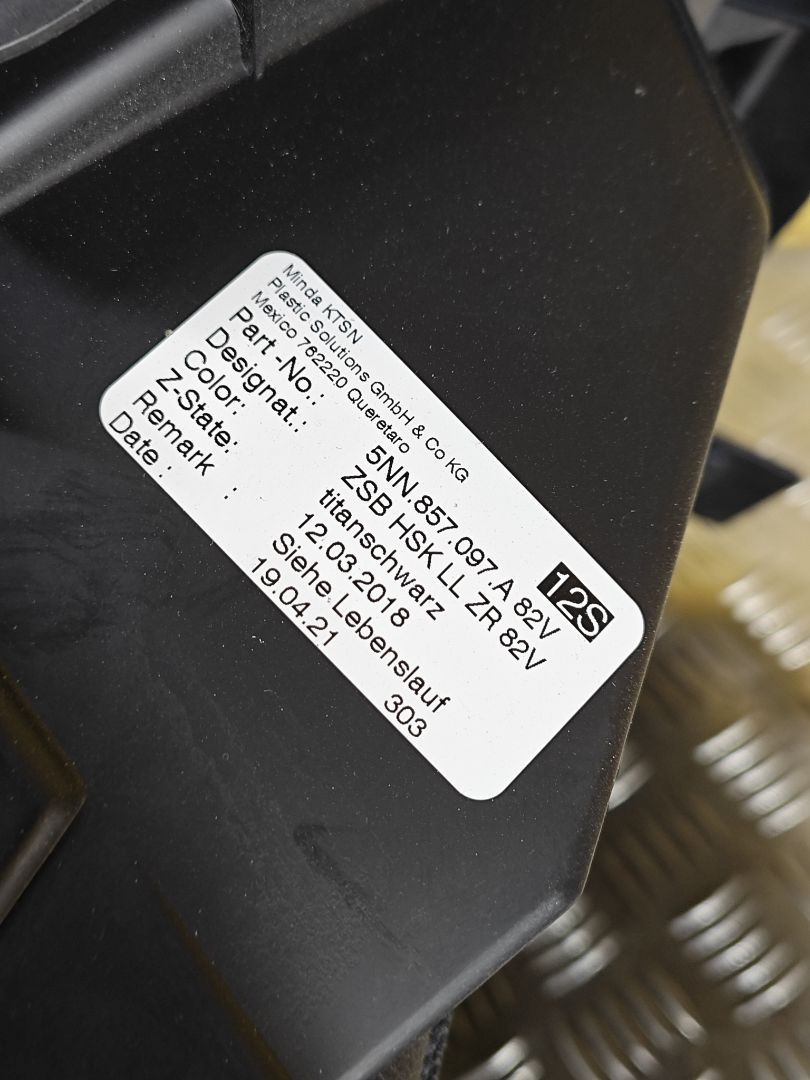 Minda KTSN
Plastic Solutions GmbH & Co KG
Mexico 762220 Queretaro
Part -No.: 5NN.857.097.A 82V 12S
Designat.: ZSB HSK LL ZR 82V
Color: titanschwarz
Z-State: 12.03.2018
Remark : Siehe Lebenslauf
Date : 19.04.21 303